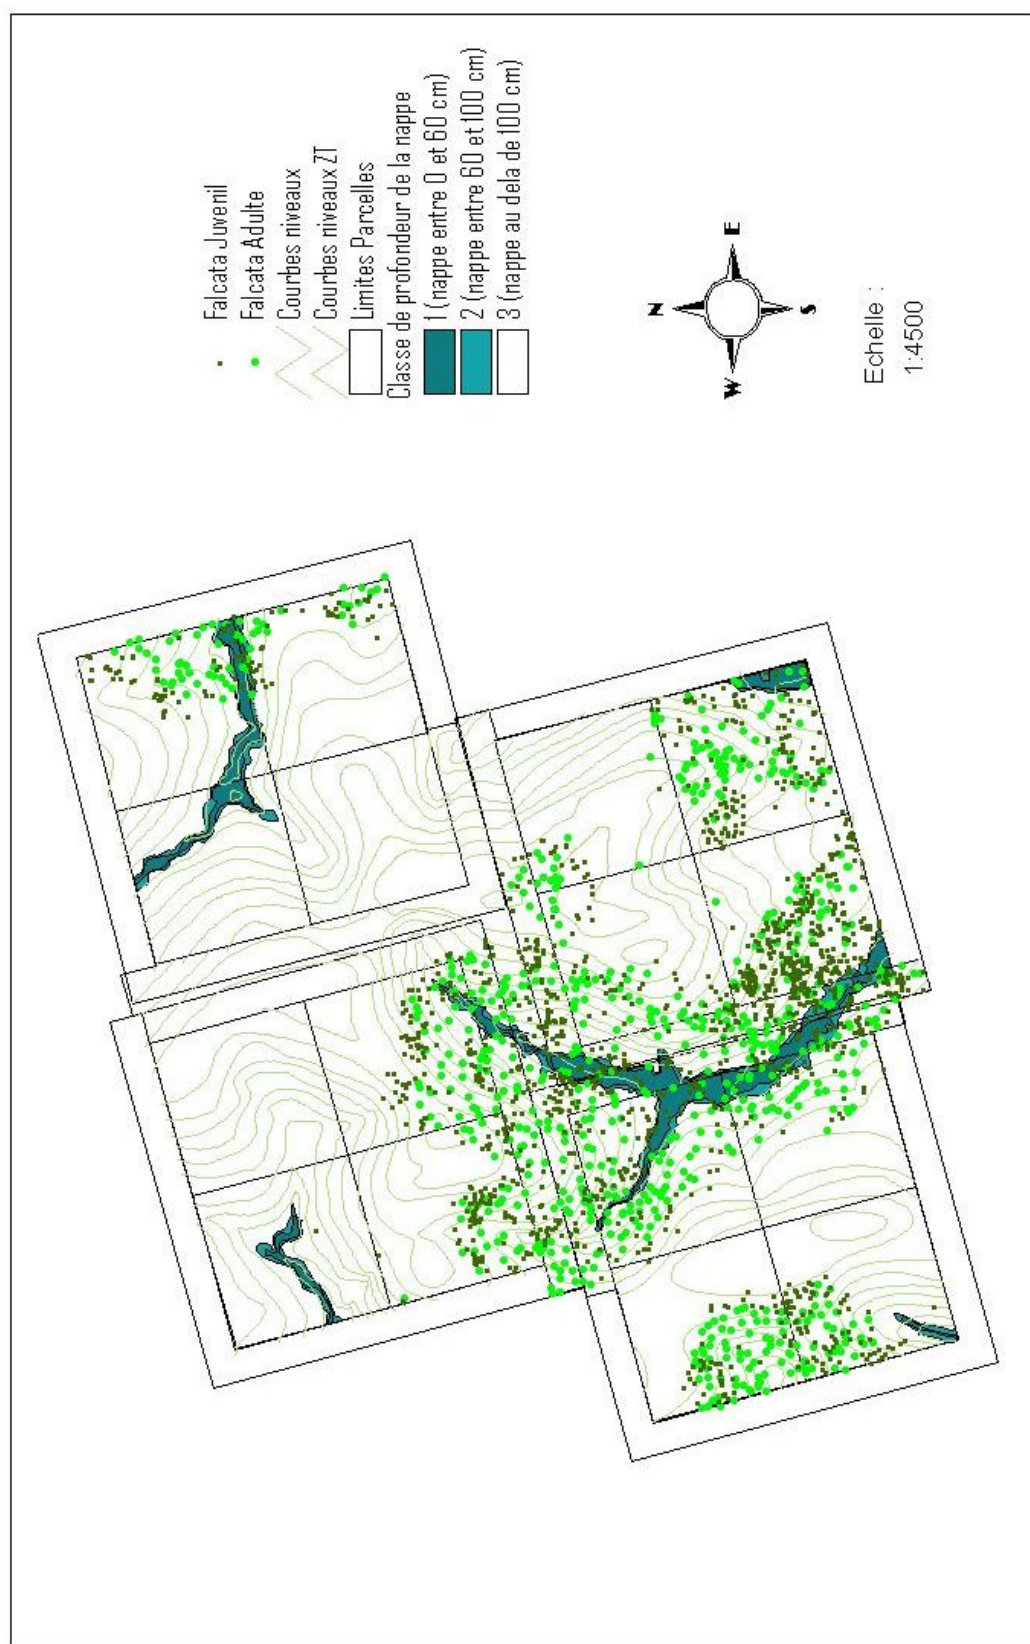 Falcata Juvenil
Falcata Adulte
Courbes niveaux
Courbes niveaux ZT
Limites Parcelles
Classe de profondeur de la nappe
1 (nappe entre 0 et 60 cm)
2 (nappe entre 60 et 100 cm)
3 (nappe au dela de 100 cm)
N
W
E
S
Echelle :
1:4500